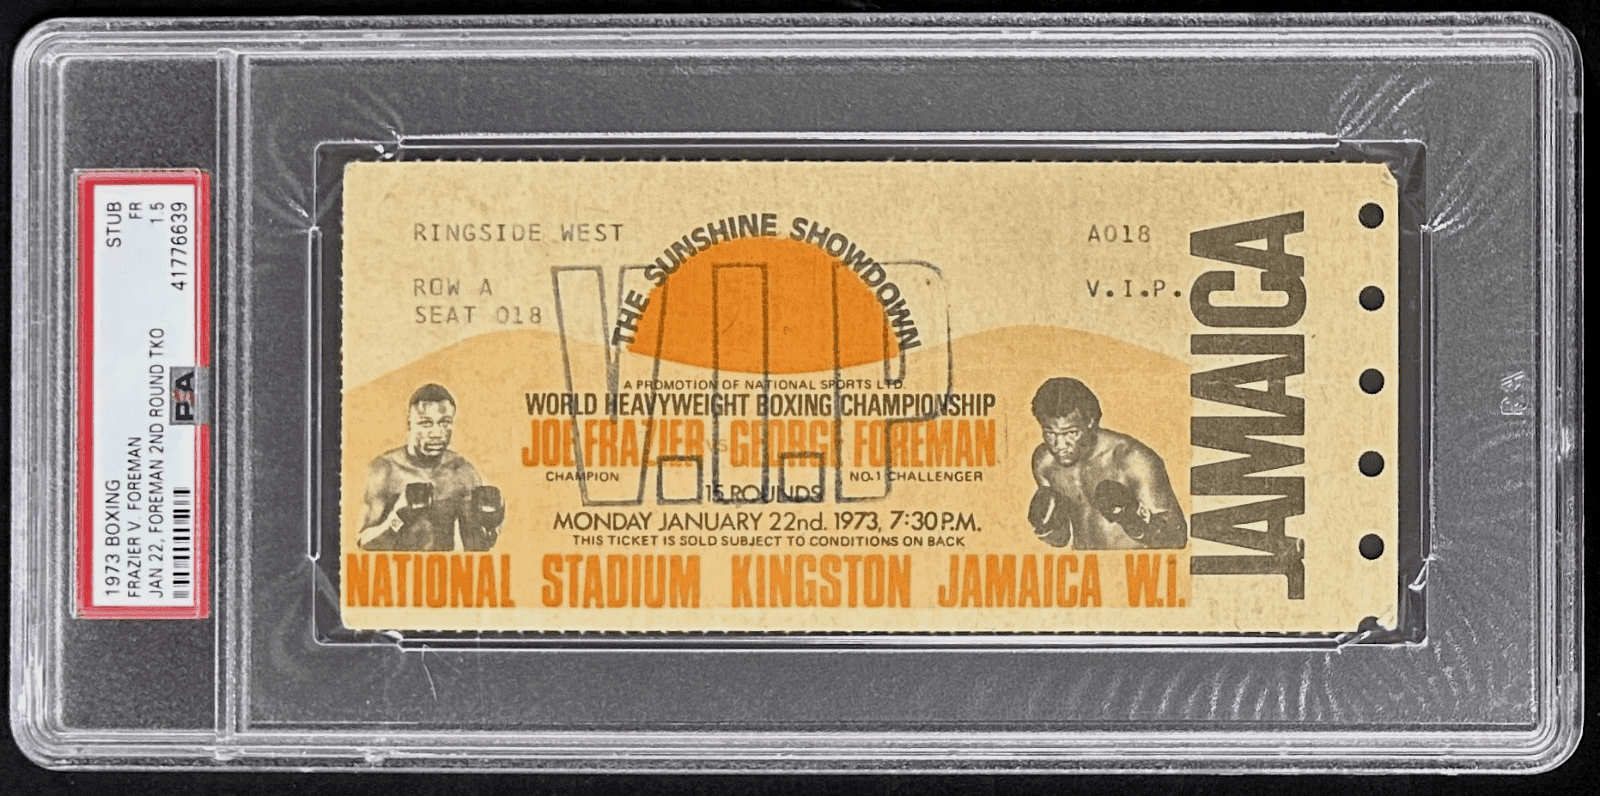 1973 BOXING STUB
FRAZIER V. FOREMAN FR
JAN 22, FOREMAN 2ND ROUND TKO 1.5
41776639
PSA
RINGSIDE WEST
ROW A
SEAT 018
THE SUNSHINE SHOWDOWN
A018
V.I.P.
V.I.P
A PROMOTION OF NATIONAL SPORTS LTD.
WORLD HEAVYWEIGHT BOXING CHAMPIONSHIP
JOE FRAZIER VS GEORGE FOREMAN
CHAMPION NO.1 CHALLENGER
15 ROUNDS
MONDAY JANUARY 22nd. 1973, 7:30 P.M.
THIS TICKET IS SOLD SUBJECT TO CONDITIONS ON BACK
NATIONAL STADIUM KINGSTON JAMAICA W.I.
JAMAICA